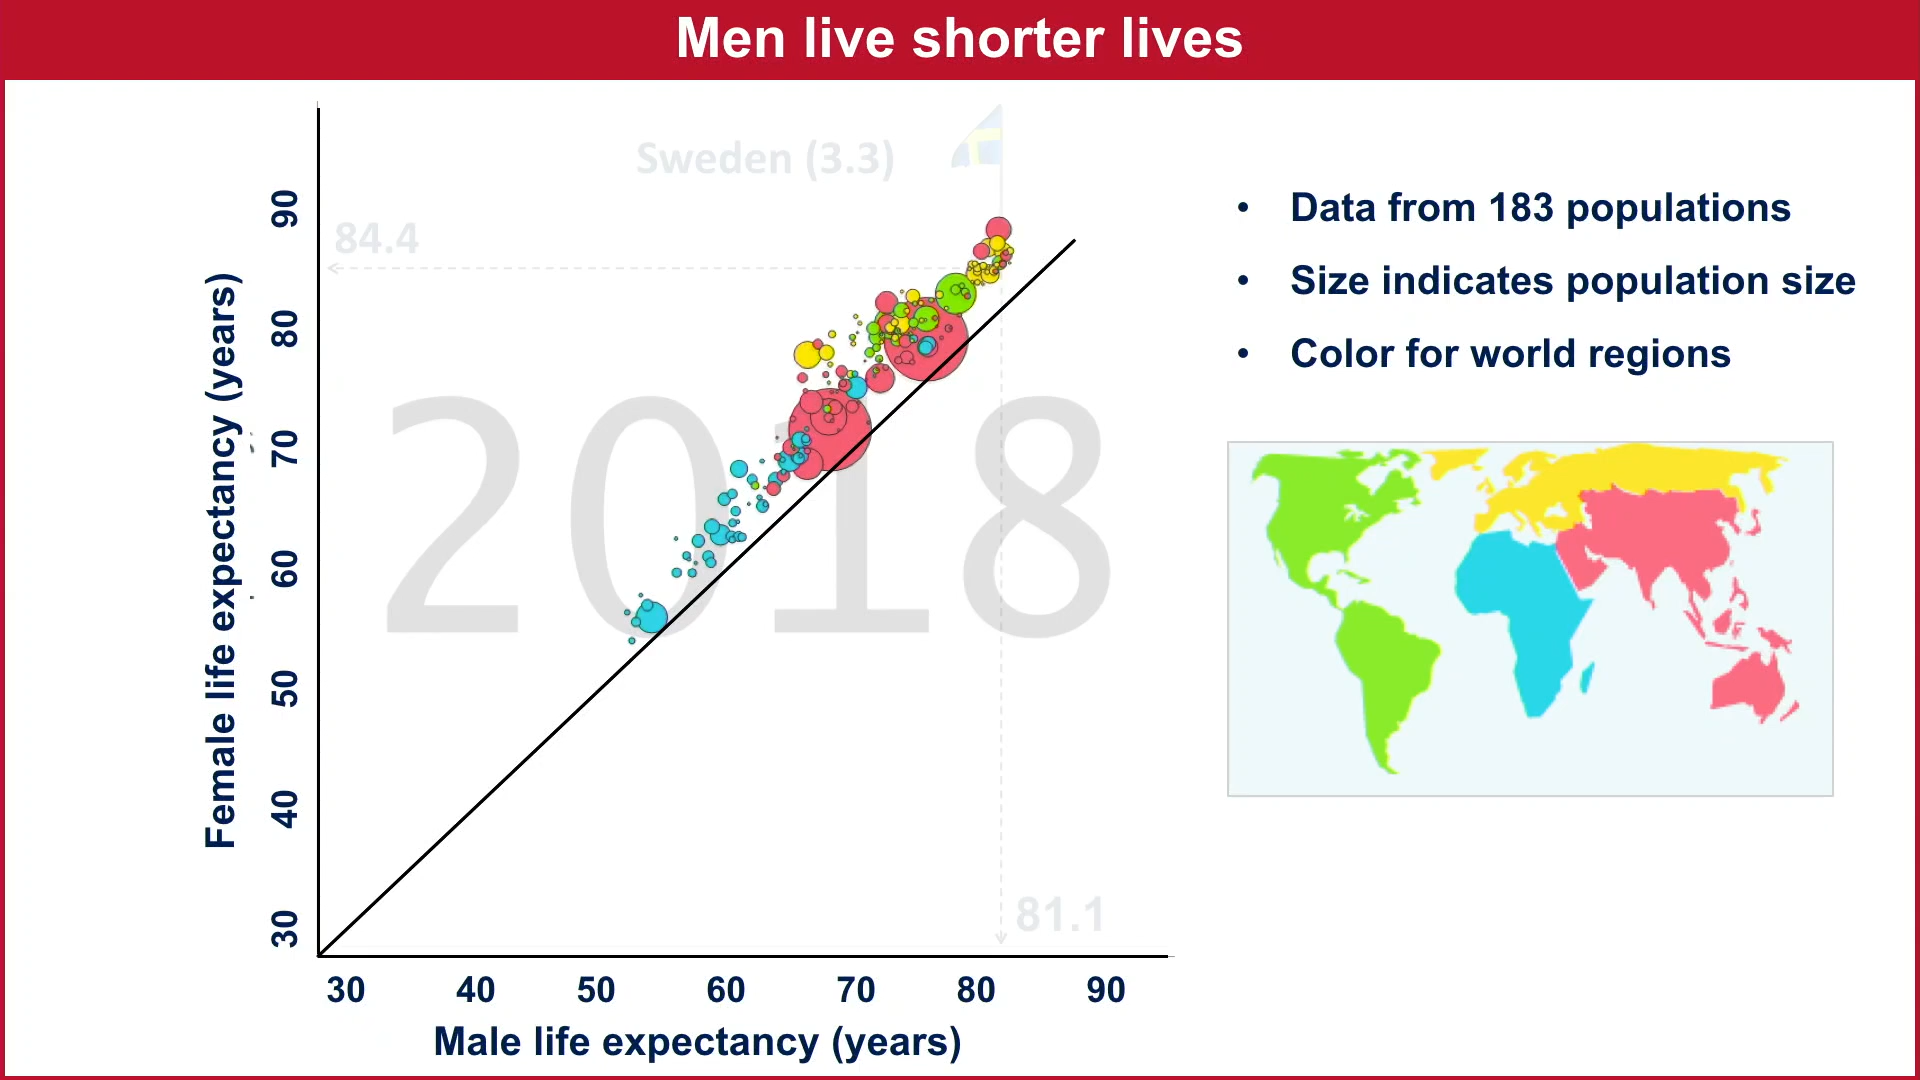 Men live shorter lives
Sweden (3.3)
84.4
2018
81.1
Female life expectancy (years)
90
80
70
60
50
40
30
30 40 50 60 70 80 90
Male life expectancy (years)
• Data from 183 populations
• Size indicates population size
• Color for world regions